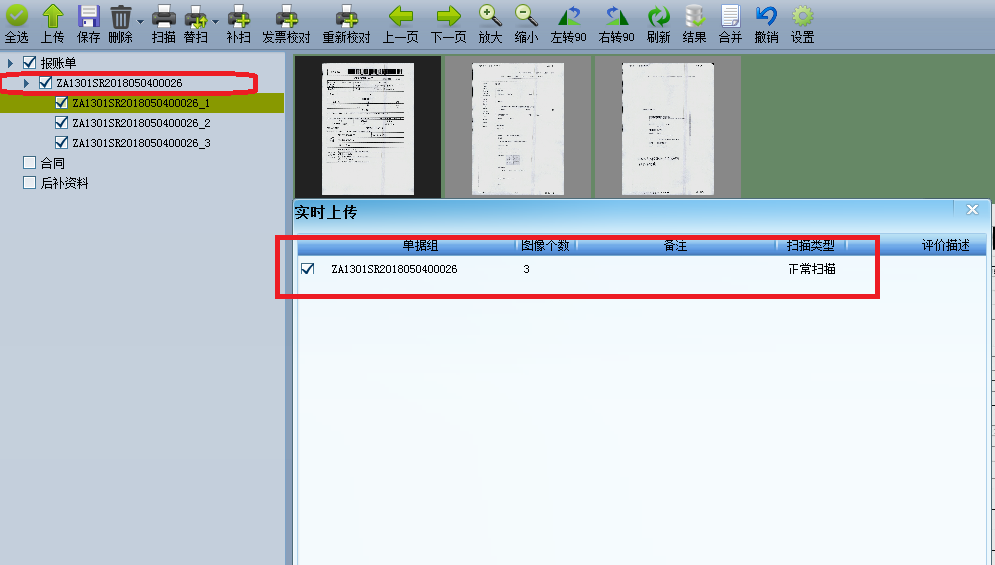 全选 上传 保存 删除 扫描 替扫 补扫 发票核对 重新核对 上一页 下一页 放大 缩小 左转90 右转90 刷新 结果 合并 撤销 设置
报账单
ZA1301SR2018050400026
ZA1301SR2018050400026_1
ZA1301SR2018050400026_2
ZA1301SR2018050400026_3
合同
后补资料
实时上传
单据组 图像个数 备注 扫描类型 评价描述
ZA1301SR2018050400026 3 正常扫描